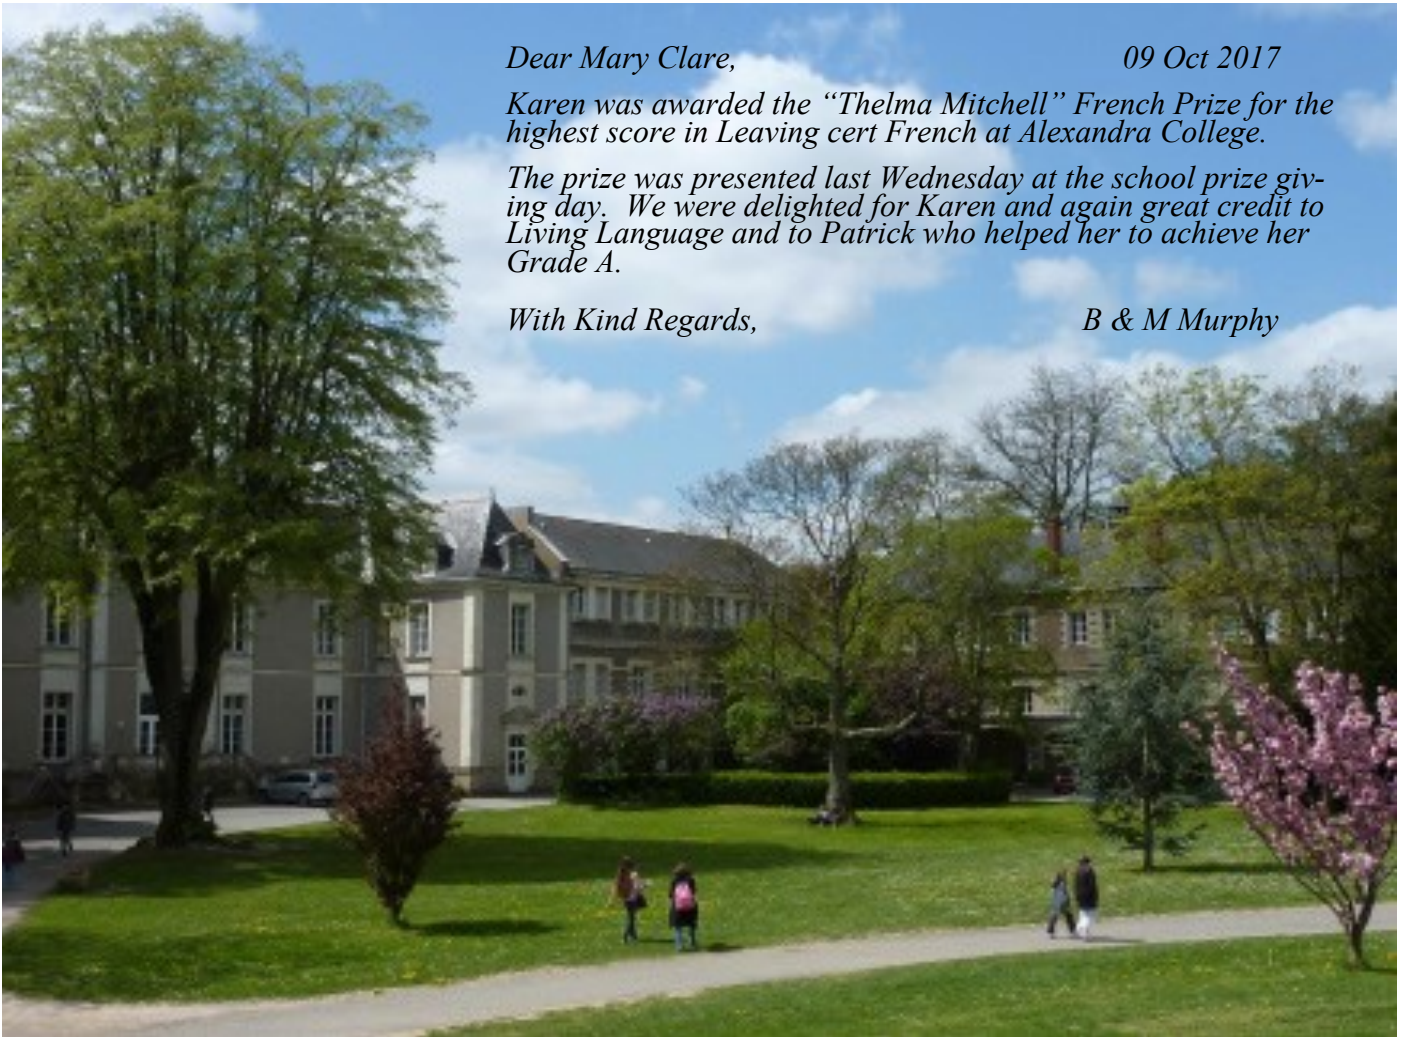 Dear Mary Clare, 09 Oct 2017
Karen was awarded the “Thelma Mitchell” French Prize for the
highest score in Leaving cert French at Alexandra College.
The prize was presented last Wednesday at the school prize giv-
ing day.  We were delighted for Karen and again great credit to
Living Language and to Patrick who helped her to achieve her
Grade A.
With Kind Regards, B & M Murphy